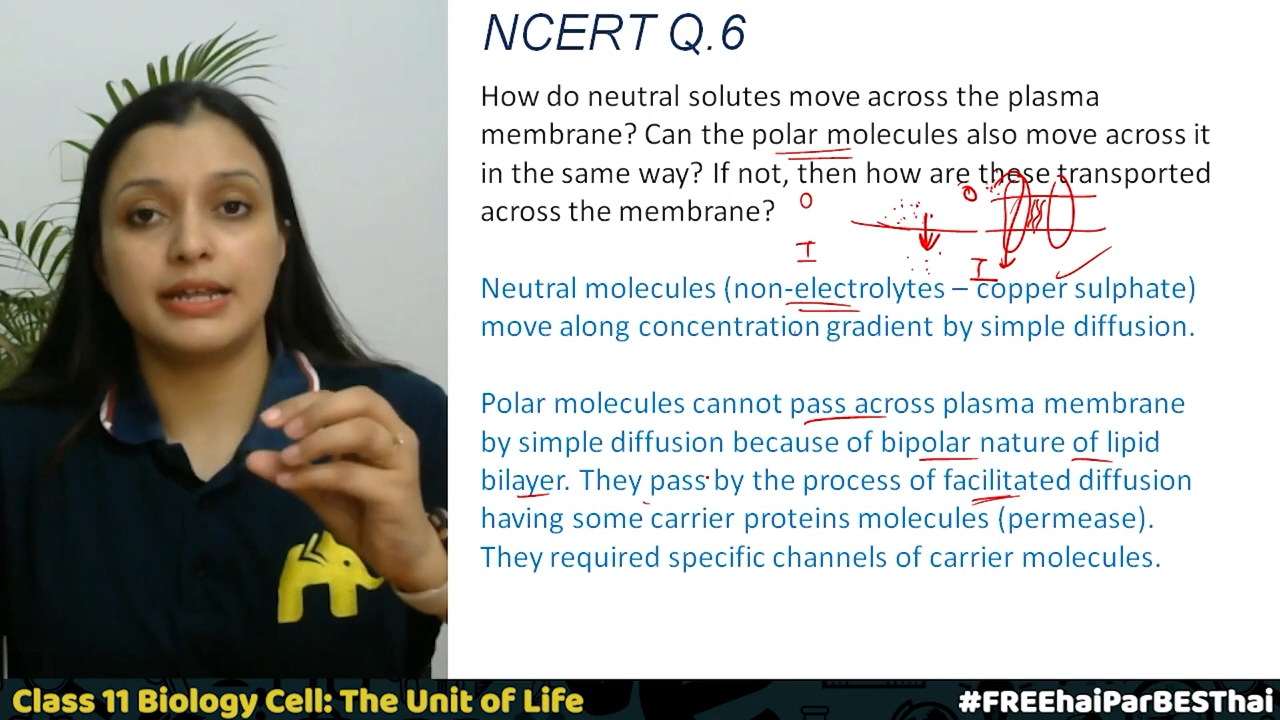 NCERT Q.6
How do neutral solutes move across the plasma
membrane? Can the polar molecules also move across it
in the same way? If not, then how are these transported
across the membrane?
O
O
I
I
Neutral molecules (non-electrolytes – copper sulphate)
move along concentration gradient by simple diffusion.
Polar molecules cannot pass across plasma membrane
by simple diffusion because of bipolar nature of lipid
bilayer. They pass by the process of facilitated diffusion
having some carrier proteins molecules (permease).
They required specific channels of carrier molecules.
Class 11 Biology Cell: The Unit of Life
#FREEhaiParBESThai